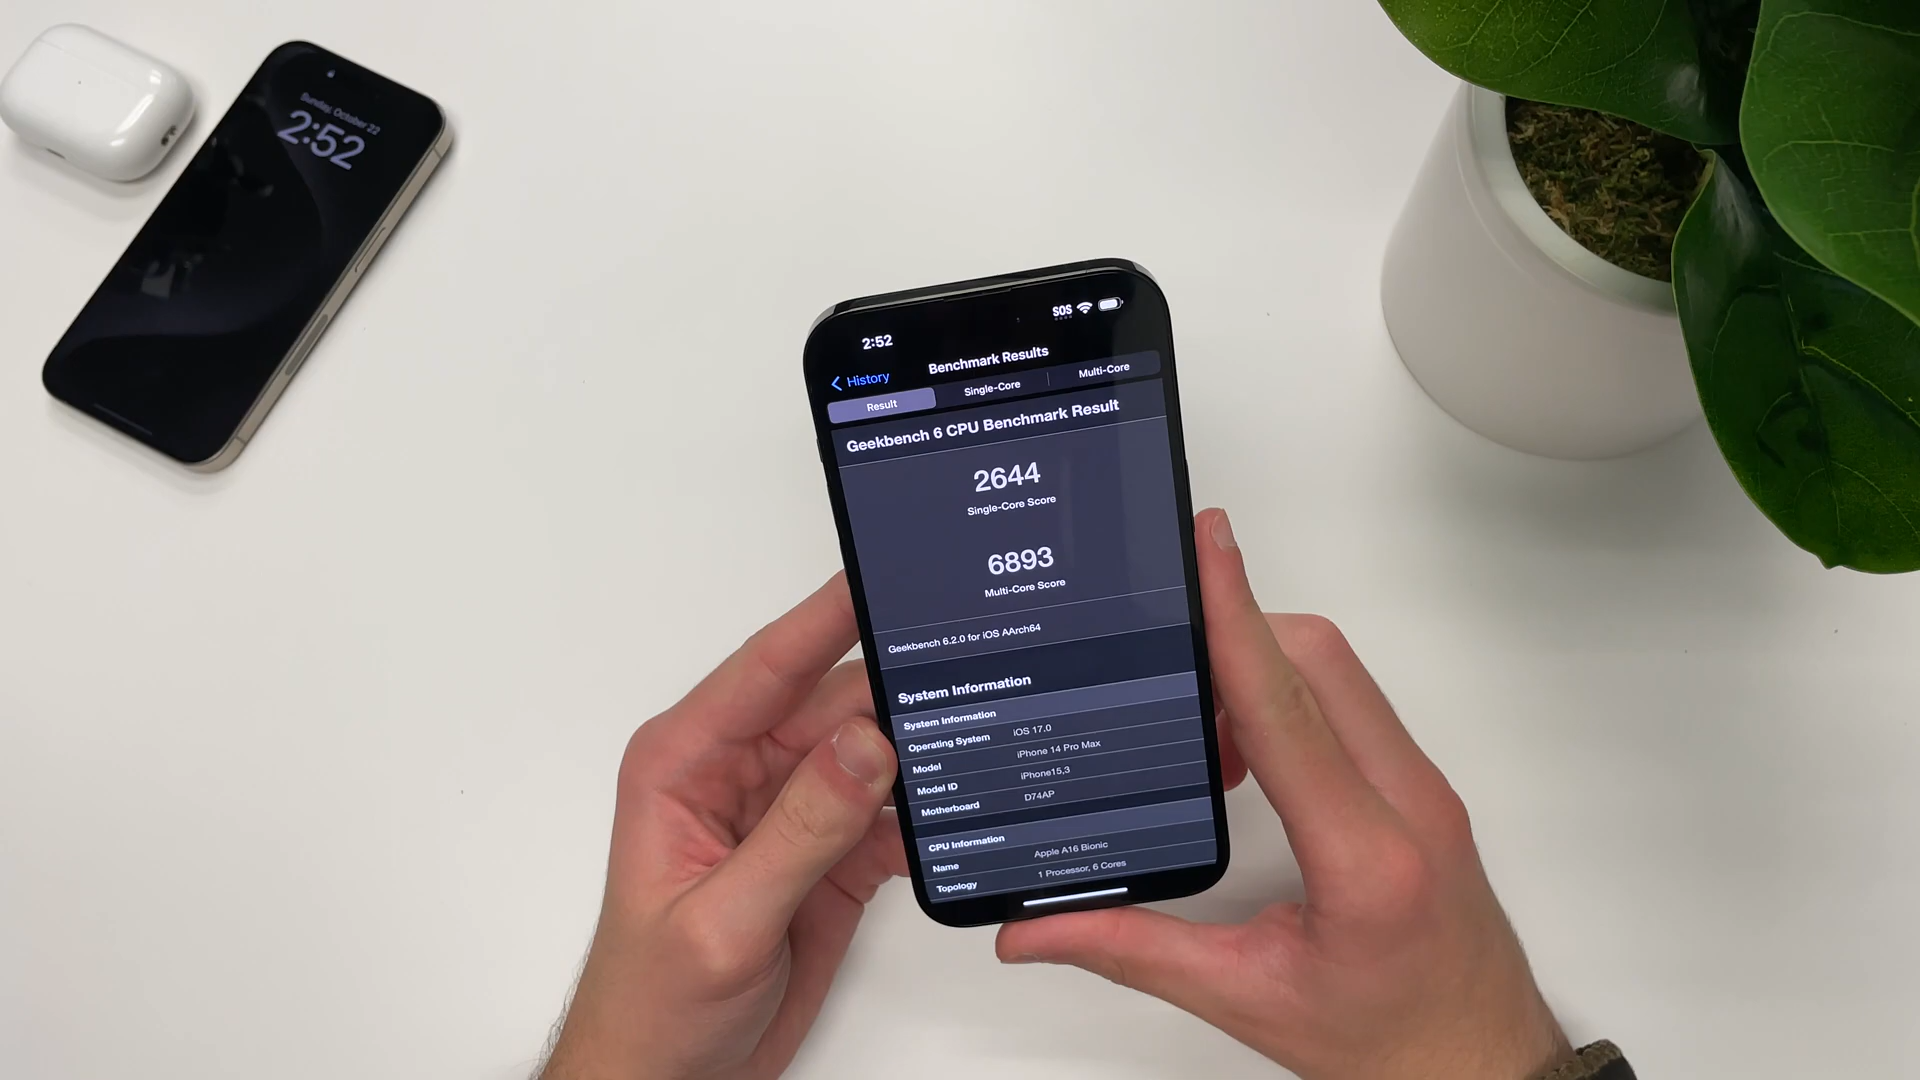 Sunday, October 22
2:52
2:52
SOS
History
Benchmark Results
Result
Single-Core
Multi-Core
Geekbench 6 CPU Benchmark Result
2644
Single-Core Score
6893
Multi-Core Score
Geekbench 6.2.0 for iOS AArch64
System Information
System Information
Operating System iOS 17.0
Model iPhone 14 Pro Max
Model ID iPhone15,3
Motherboard D74AP
CPU Information
Name Apple A16 Bionic
Topology 1 Processor, 6 Cores